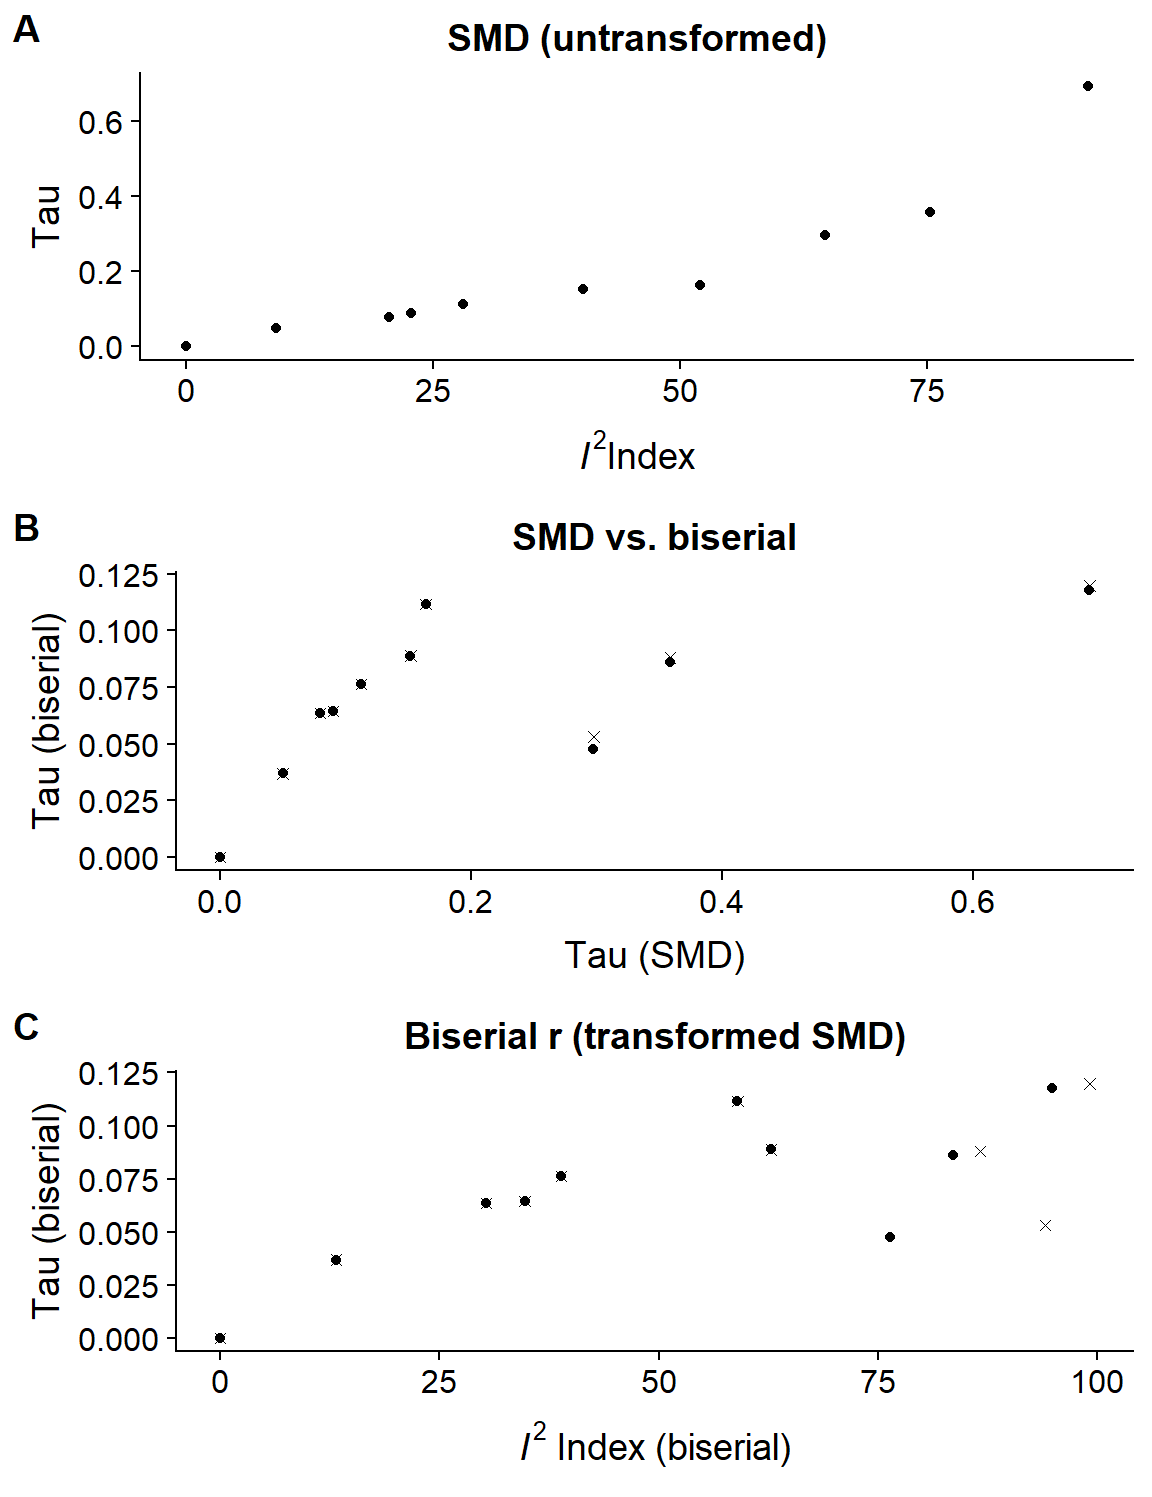 A
SMD (untransformed)
Tau
0.6
0.4
0.2
0.0
0 25 50 75
I²Index
B
SMD vs. biserial
Tau (biserial)
0.125
0.100
0.075
0.050
0.025
0.000
0.0 0.2 0.4 0.6
Tau (SMD)
C
Biserial r (transformed SMD)
Tau (biserial)
0.125
0.100
0.075
0.050
0.025
0.000
0 25 50 75 100
I² Index (biserial)